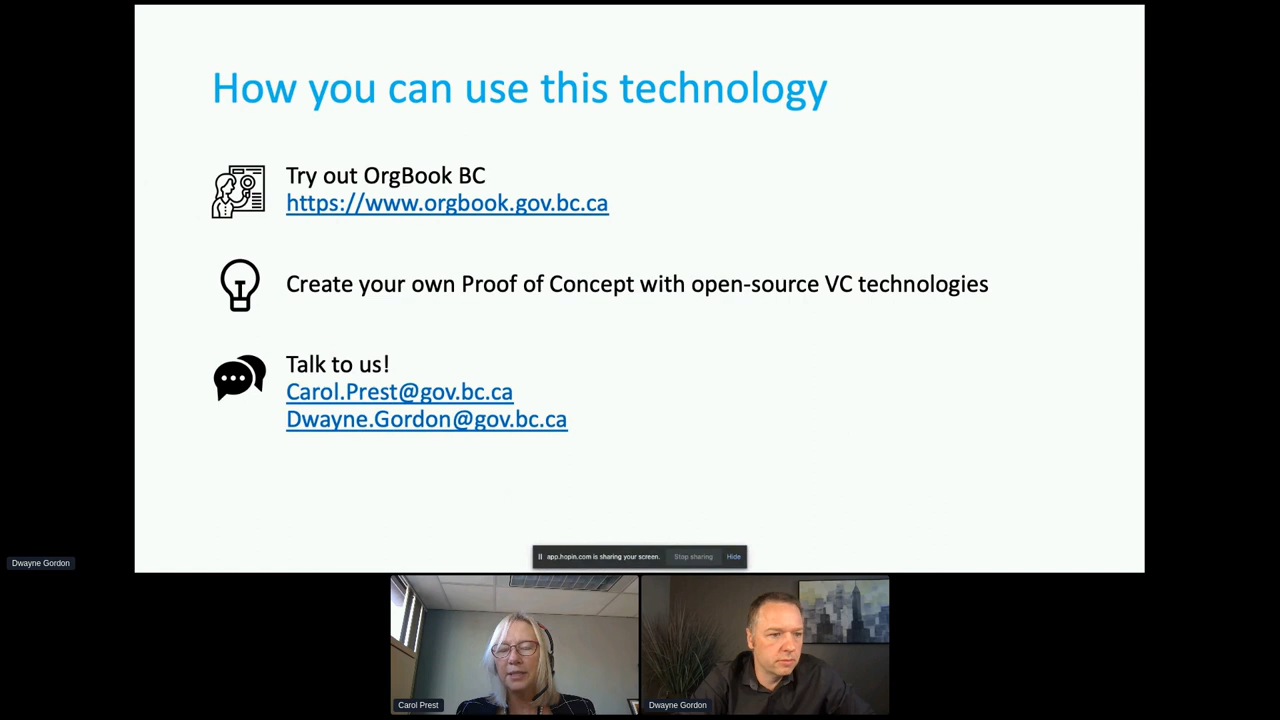 How you can use this technology
Try out OrgBook BC
https://www.orgbook.gov.bc.ca
Create your own Proof of Concept with open-source VC technologies
Talk to us!
Carol.Prest@gov.bc.ca
Dwayne.Gordon@gov.bc.ca
app.hopin.com is sharing your screen. Stop sharing Hide
Dwayne Gordon
Carol Prest
Dwayne Gordon